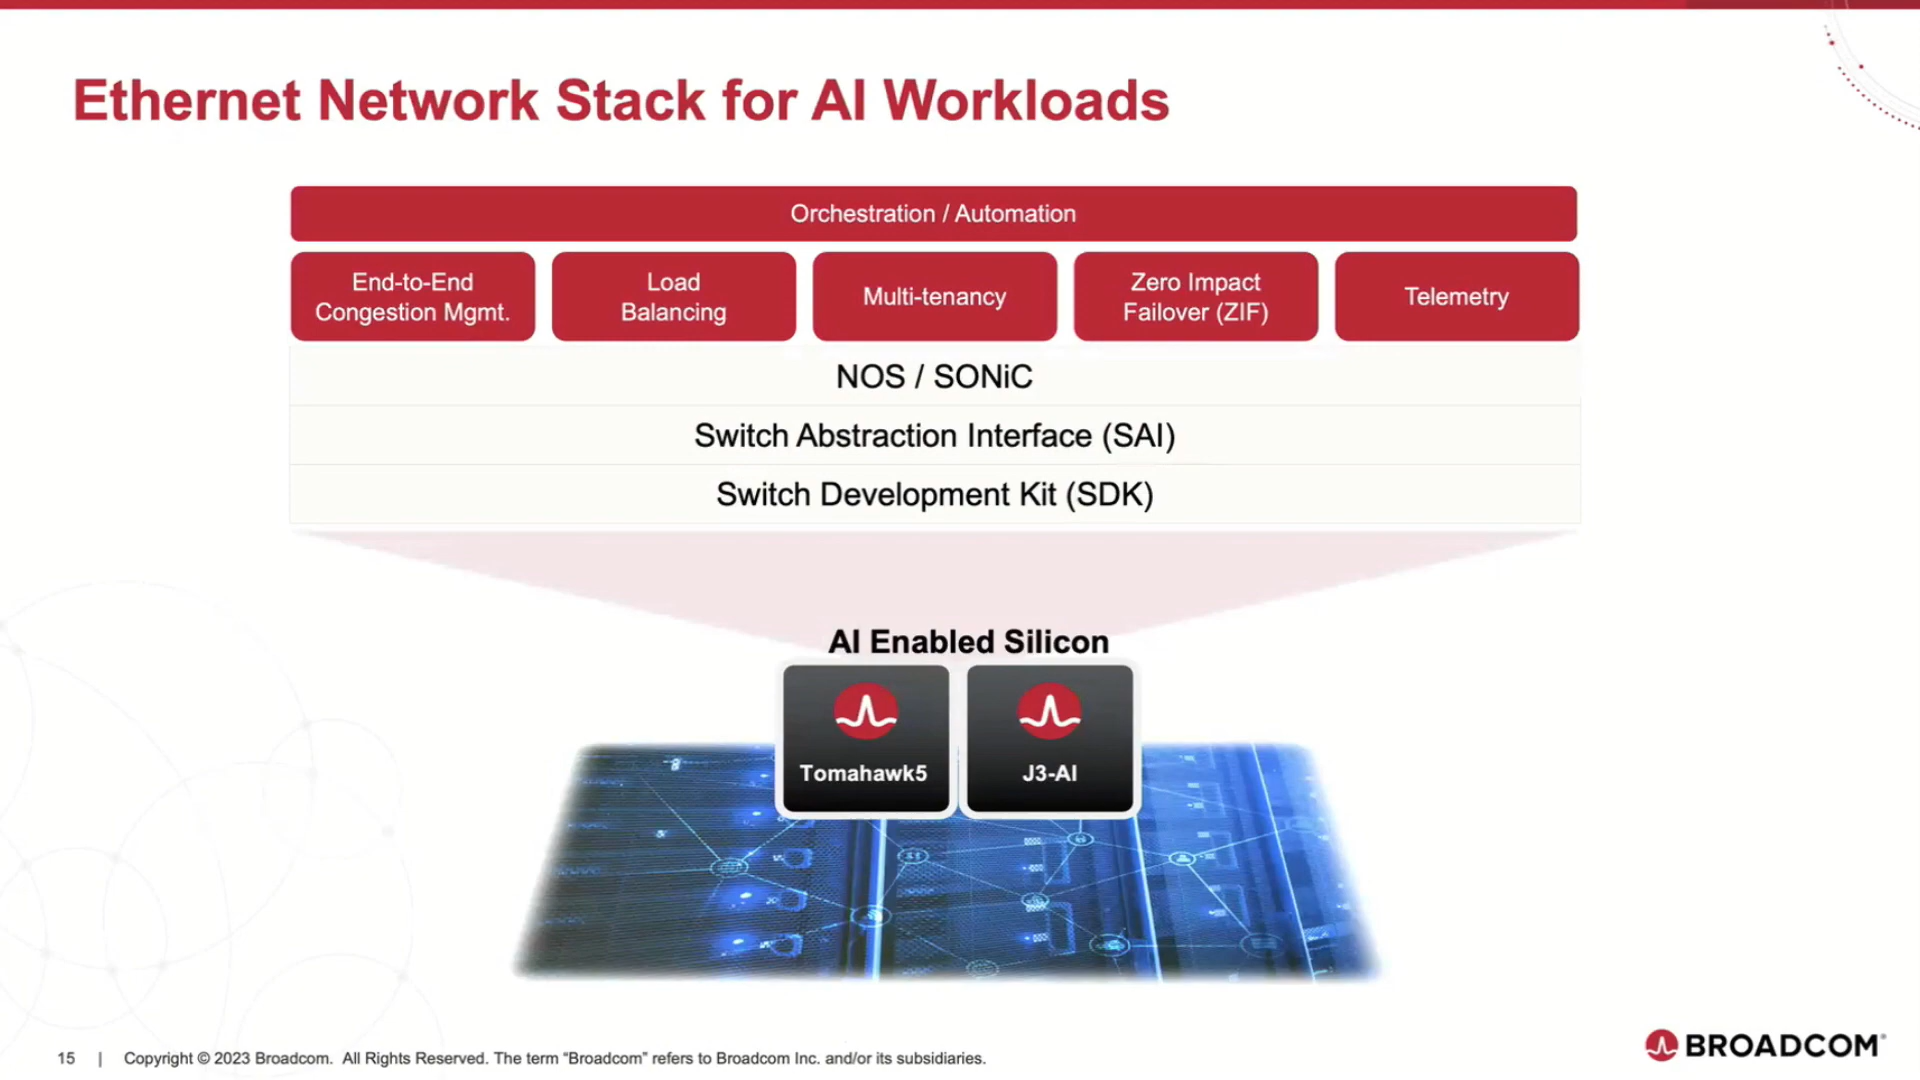 Ethernet Network Stack for AI Workloads
Orchestration / Automation
End-to-End
Congestion Mgmt.
Load
Balancing
Multi-tenancy
Zero Impact
Failover (ZIF)
Telemetry
NOS / SONiC
Switch Abstraction Interface (SAI)
Switch Development Kit (SDK)
AI Enabled Silicon
Tomahawk5
J3-AI
15 | Copyright © 2023 Broadcom. All Rights Reserved. The term “Broadcom” refers to Broadcom Inc. and/or its subsidiaries.
BROADCOM®